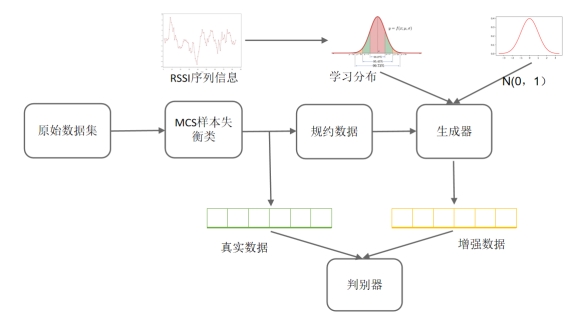 RSSI序列信息
学习分布
N(0，1)
原始数据集
MCS样本失
衡类
规约数据
生成器
真实数据
增强数据
判别器